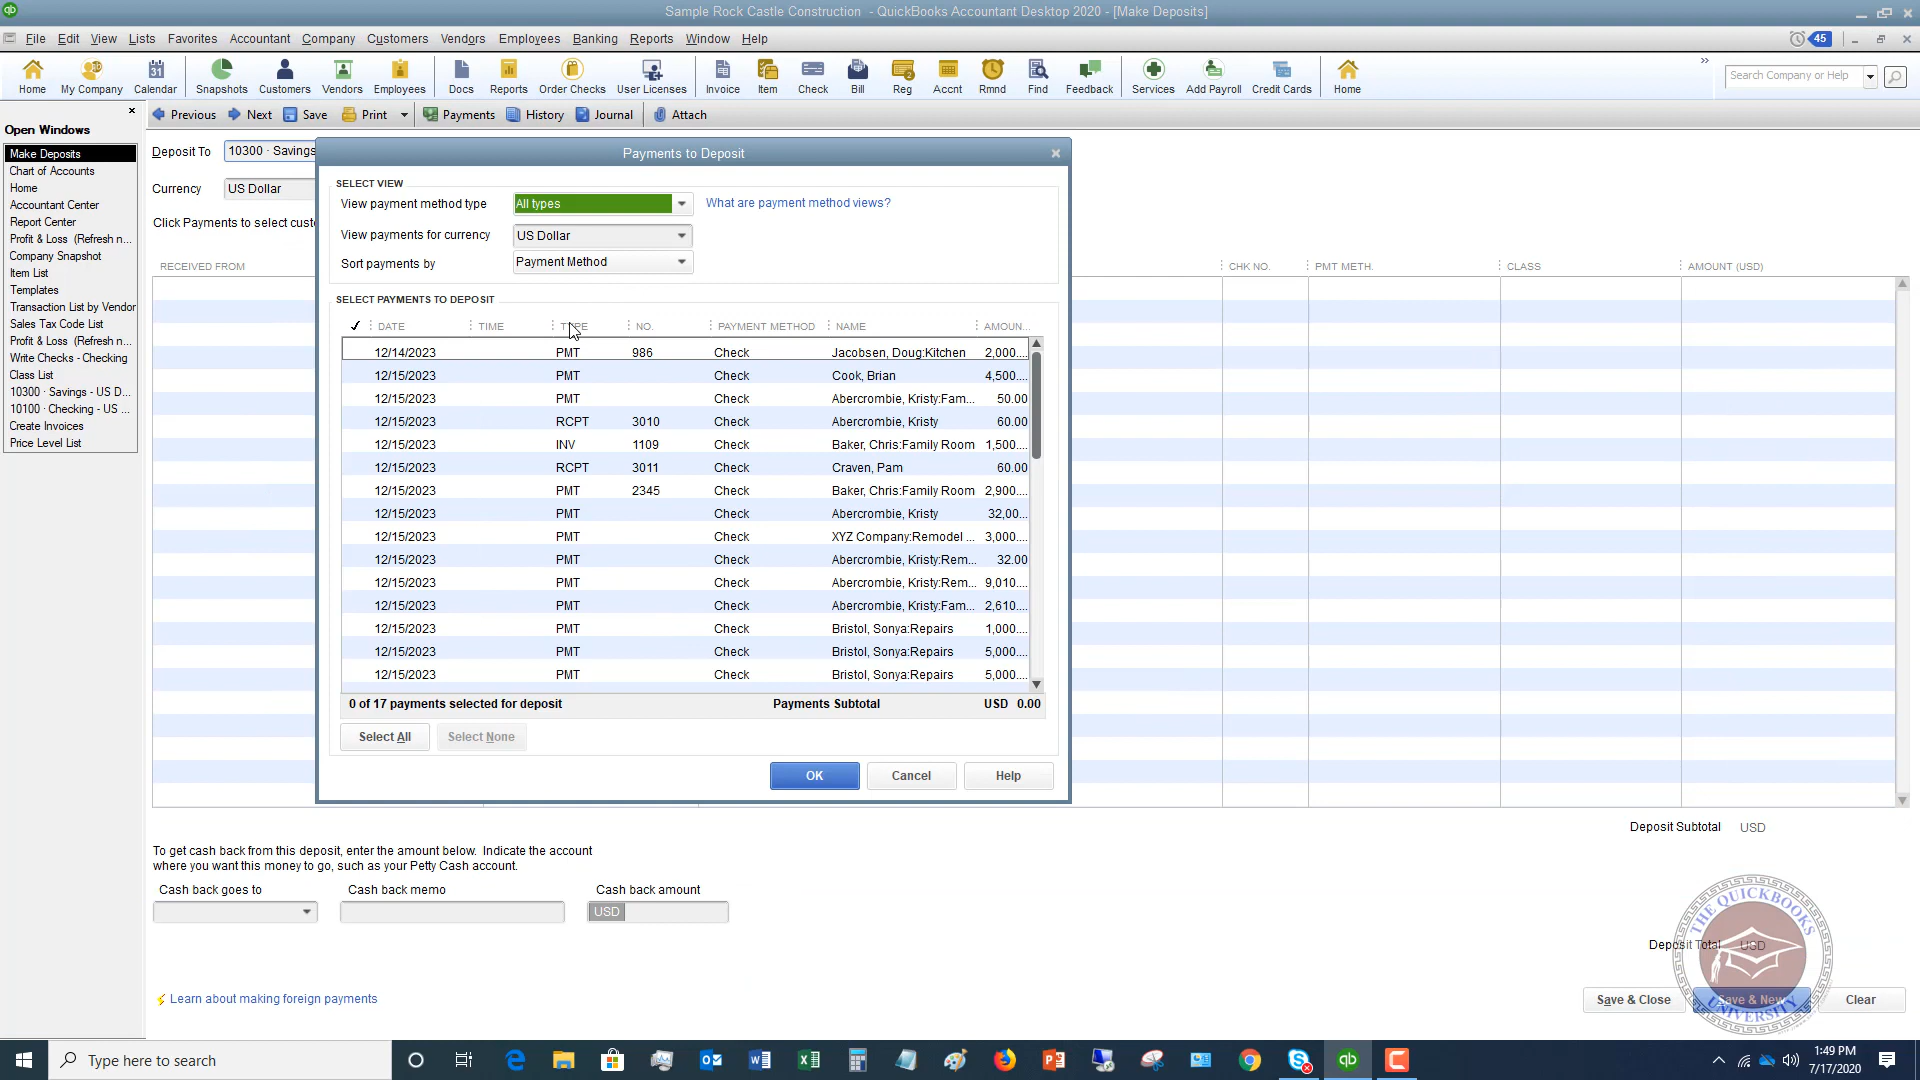 Sample Rock Castle Construction - QuickBooks Accountant Desktop 2020 - [Make Deposits]
File Edit View Lists Favorites Accountant Company Customers Vendors Employees Banking Reports Window Help
45
Home My Company Calendar Snapshots Customers Vendors Employees Docs Reports Order Checks User Licenses Invoice Item Check Bill Reg Accnt Rmnd Find Feedback Services Add Payroll Credit Cards Home
31
Search Company or Help
Previous Next Save Print Payments History Journal Attach
Open Windows
Make Deposits
Chart of Accounts
Home
Accountant Center
Report Center
Profit & Loss (Refresh n...
Company Snapshot
Item List
Templates
Transaction List by Vendor
Sales Tax Code List
Profit & Loss (Refresh n...
Write Checks - Checking
Class List
10300 · Savings - US D...
10100 · Checking - US ...
Create Invoices
Price Level List
Deposit To 10300 · Savings
Currency US Dollar
Click Payments to select custo
RECEIVED FROM CHK NO. PMT METH. CLASS AMOUNT (USD)
Payments to Deposit
SELECT VIEW
View payment method type All types What are payment method views?
View payments for currency US Dollar
Sort payments by Payment Method
SELECT PAYMENTS TO DEPOSIT
✓ DATE TIME TYPE NO. PAYMENT METHOD NAME AMOUN...
12/14/2023 PMT 986 Check Jacobsen, Doug:Kitchen 2,000....
12/15/2023 PMT Check Cook, Brian 4,500....
12/15/2023 PMT Check Abercrombie, Kristy:Fam... 50.00
12/15/2023 RCPT 3010 Check Abercrombie, Kristy 60.00
12/15/2023 INV 1109 Check Baker, Chris:Family Room 1,500....
12/15/2023 RCPT 3011 Check Craven, Pam 60.00
12/15/2023 PMT 2345 Check Baker, Chris:Family Room 2,900....
12/15/2023 PMT Check Abercrombie, Kristy 32,00...
12/15/2023 PMT Check XYZ Company:Remodel ... 3,000....
12/15/2023 PMT Check Abercrombie, Kristy:Rem... 32.00
12/15/2023 PMT Check Abercrombie, Kristy:Rem... 9,010....
12/15/2023 PMT Check Abercrombie, Kristy:Fam... 2,610....
12/15/2023 PMT Check Bristol, Sonya:Repairs 1,000....
12/15/2023 PMT Check Bristol, Sonya:Repairs 5,000....
12/15/2023 PMT Check Bristol, Sonya:Repairs 5,000....
0 of 17 payments selected for deposit Payments Subtotal USD 0.00
Select All Select None
OK Cancel Help
Deposit Subtotal USD
To get cash back from this deposit, enter the amount below. Indicate the account
where you want this money to go, such as your Petty Cash account.
Cash back goes to Cash back memo Cash back amount
USD
Deposit Total USD
THE QUICKBOOKS UNIVERSITY
Learn about making foreign payments
Save & Close Save & New Clear
Type here to search
1:49 PM
7/17/2020